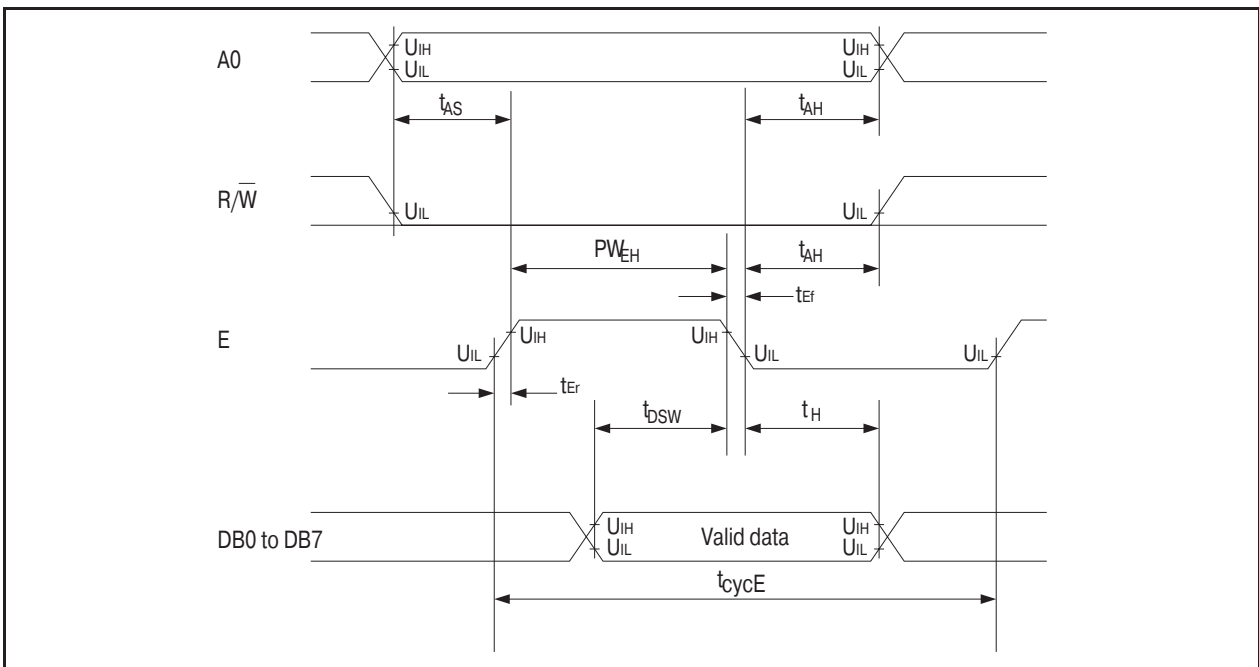 A0
UIH
UIL
UIH
UIL
tAS
tAH
R/W̅
UIL
UIL
PWEH
tAH
tEf
E
UIL
UIH
UIH
UIL
UIL
tEr
tDSW
tH
DB0 to DB7
UIH
UIL
Valid data
UIH
UIL
tcycE